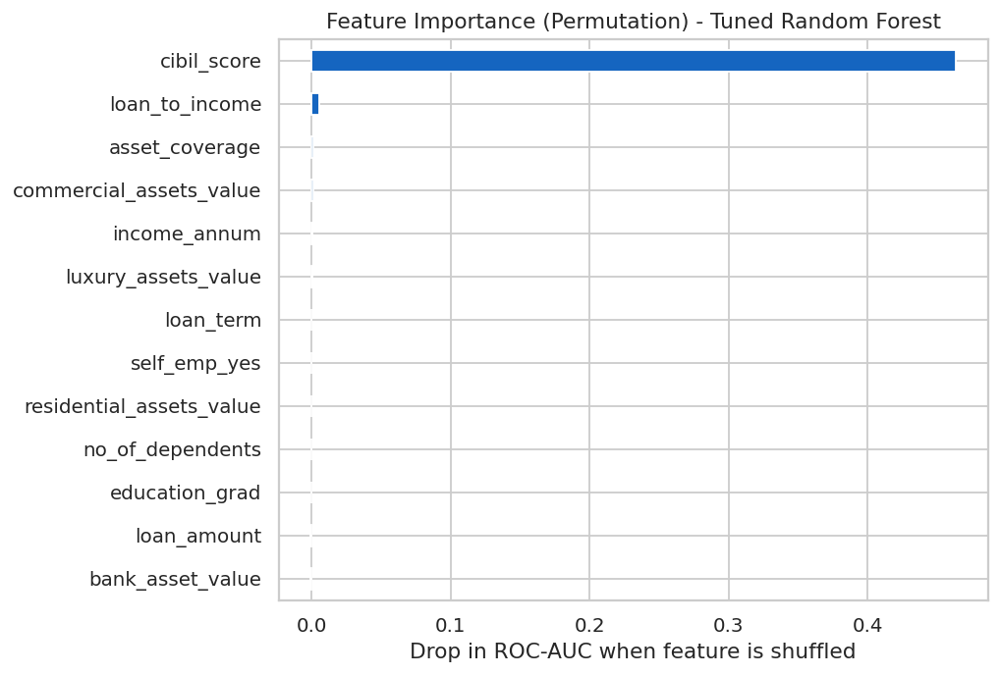 Feature Importance (Permutation) - Tuned Random Forest
cibil_score
loan_to_income
asset_coverage
commercial_assets_value
income_annum
luxury_assets_value
loan_term
self_emp_yes
residential_assets_value
no_of_dependents
education_grad
loan_amount
bank_asset_value
0.0 0.1 0.2 0.3 0.4
Drop in ROC-AUC when feature is shuffled